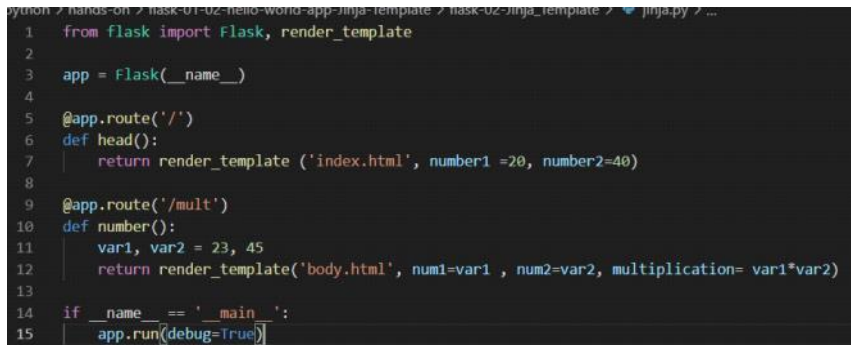 python > hands-on > flask-01-02-hello-world-app-Jinja-Template > flask-02-Jinja_Template > jinja.py > ...
1 from flask import Flask, render_template
2
3 app = Flask(__name__)
4
5 @app.route('/')
6 def head():
7 return render_template ('index.html', number1 =20, number2=40)
8
9 @app.route('/mult')
10 def number():
11 var1, var2 = 23, 45
12 return render_template('body.html', num1=var1 , num2=var2, multiplication= var1*var2)
13
14 if __name__ == '__main__':
15 app.run(debug=True)